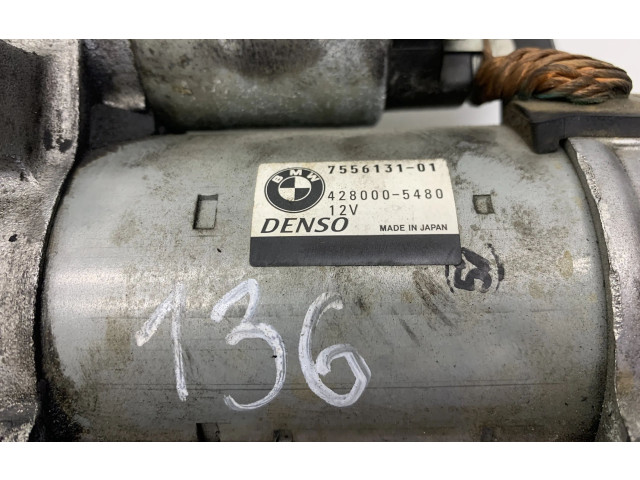 BMW
7556131-01
428000-5480
12V
DENSO MADE IN JAPAN
136